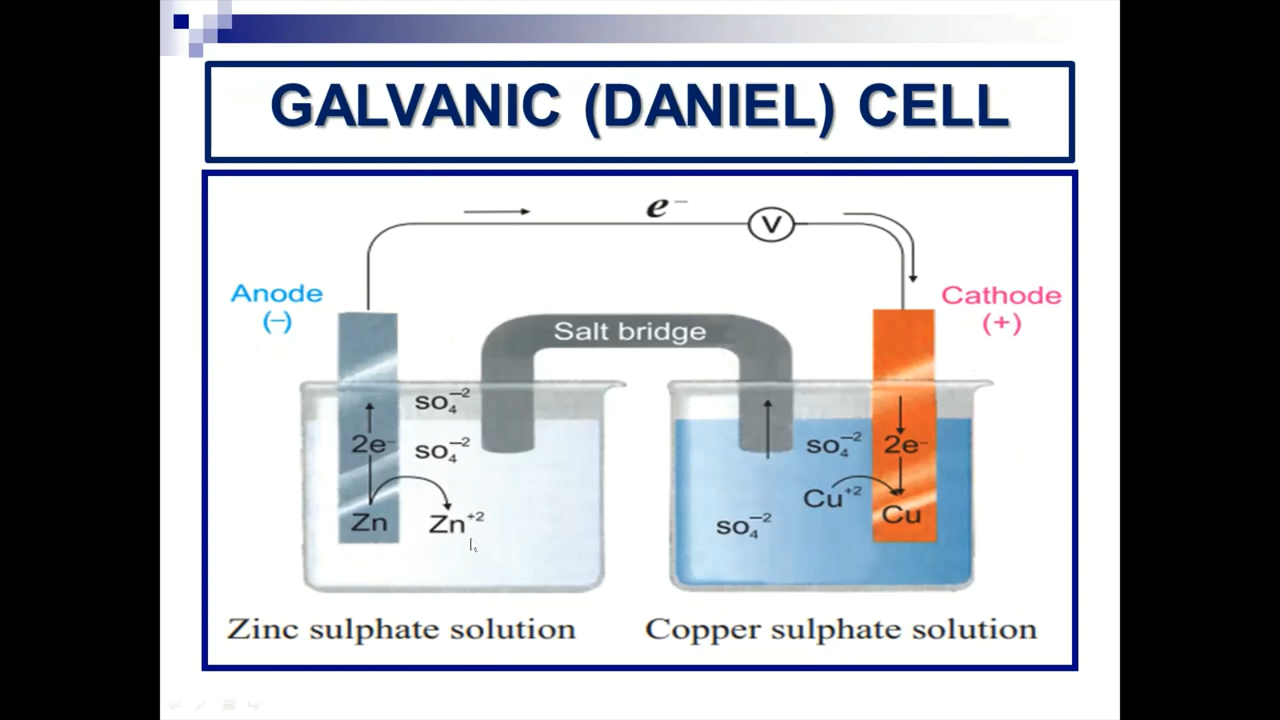 GALVANIC (DANIEL) CELL
e⁻
V
Anode
(−)
Cathode
(+)
Salt bridge
so₄⁻²
so₄⁻²
2e⁻
Zn
Zn⁺²
so₄⁻²
2e⁻
Cu⁺²
Cu
so₄⁻²
Zinc sulphate solution
Copper sulphate solution